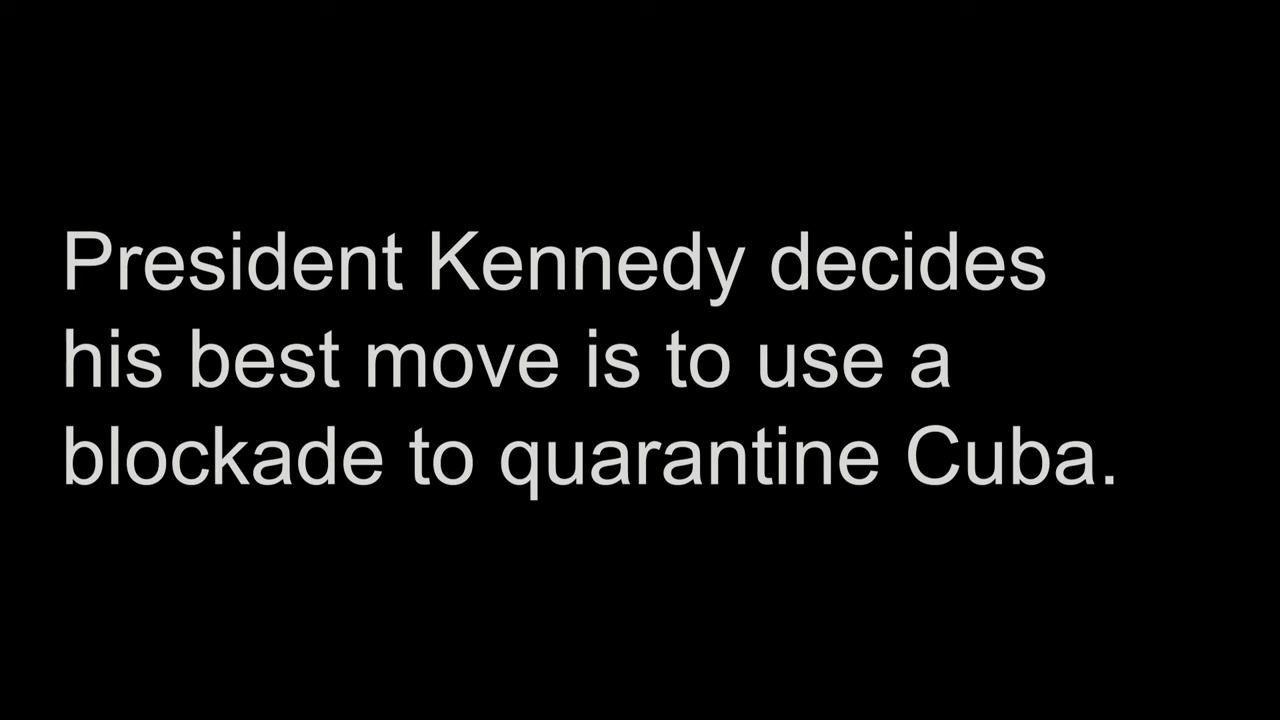 President Kennedy decides
his best move is to use a
blockade to quarantine Cuba.